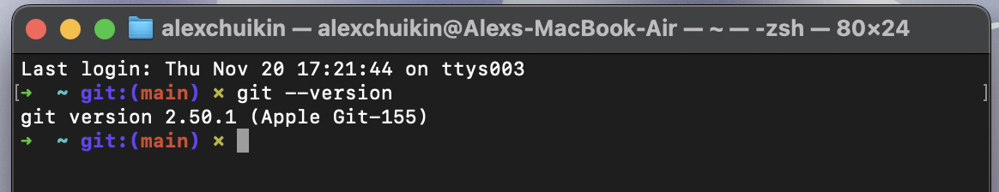 alexchuikin — alexchuikin@Alexs-MacBook-Air — ~ — -zsh — 80×24
Last login: Thu Nov 20 17:21:44 on ttys003
[➜  ~ git:(main) ✗ git --version ]
git version 2.50.1 (Apple Git-155)
➜  ~ git:(main) ✗